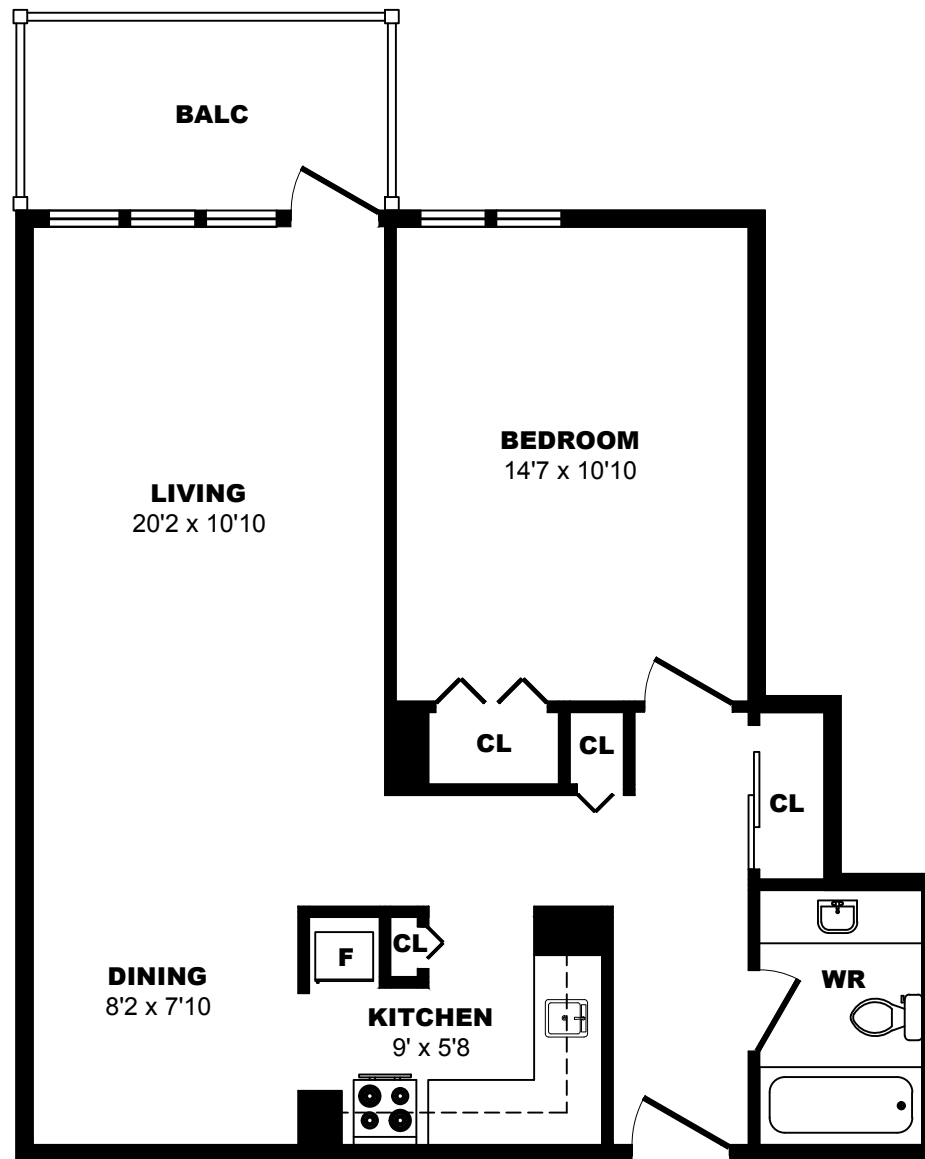 BALC
BEDROOM
14'7 x 10'10
LIVING
20'2 x 10'10
CL
CL
CL
F
CL
DINING
8'2 x 7'10
KITCHEN
9' x 5'8
WR